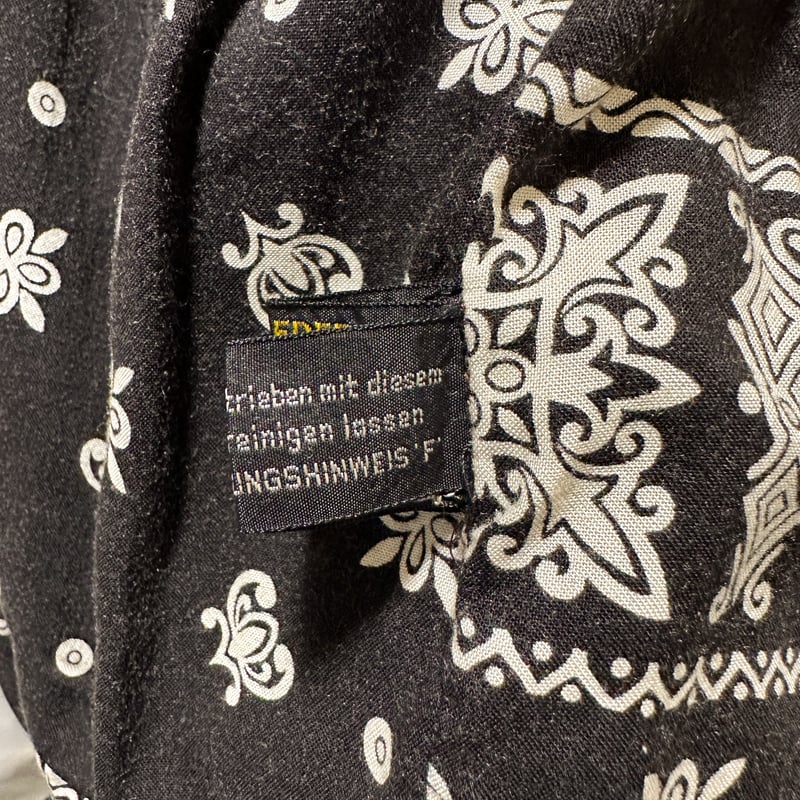 trieben mit diesem
reinigen lassen
UNGSHINWEIS 'F'